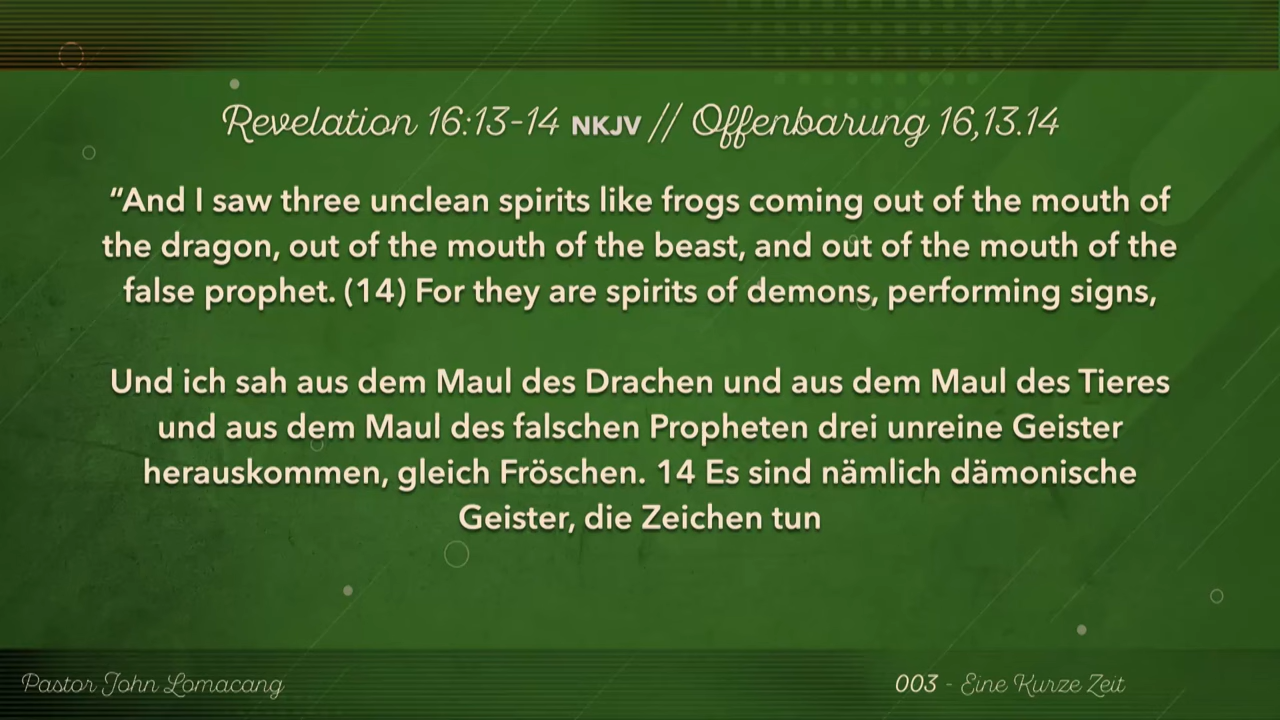 Revelation 16:13-14 NKJV // Offenbarung 16,13.14
“And I saw three unclean spirits like frogs coming out of the mouth of
the dragon, out of the mouth of the beast, and out of the mouth of the
false prophet. (14) For they are spirits of demons, performing signs,
Und ich sah aus dem Maul des Drachen und aus dem Maul des Tieres
und aus dem Maul des falschen Propheten drei unreine Geister
herauskommen, gleich Fröschen. 14 Es sind nämlich dämonische
Geister, die Zeichen tun
Pastor John Lomacang
003 - Eine Kurze Zeit